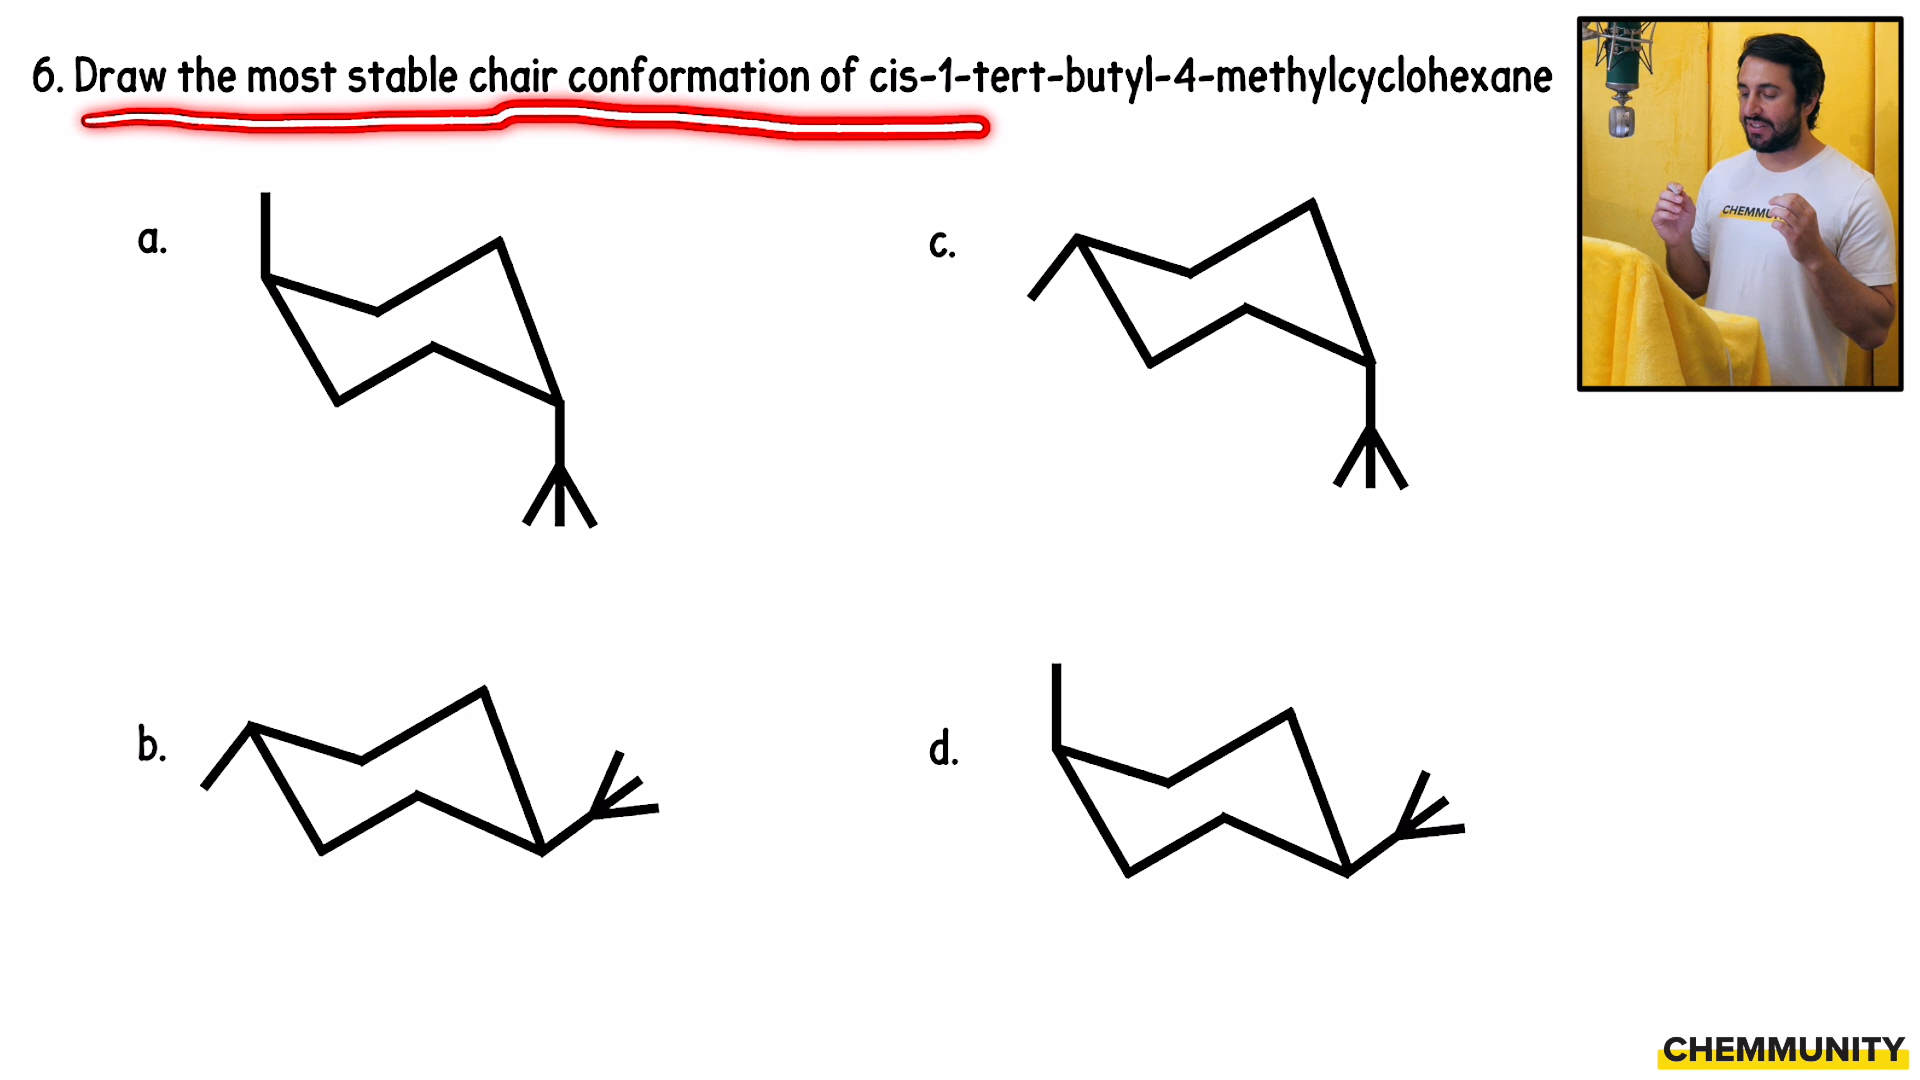 6. Draw the most stable chair conformation of cis-1-tert-butyl-4-methylcyclohexane
a.
c.
b.
d.
CHEMMUNITY